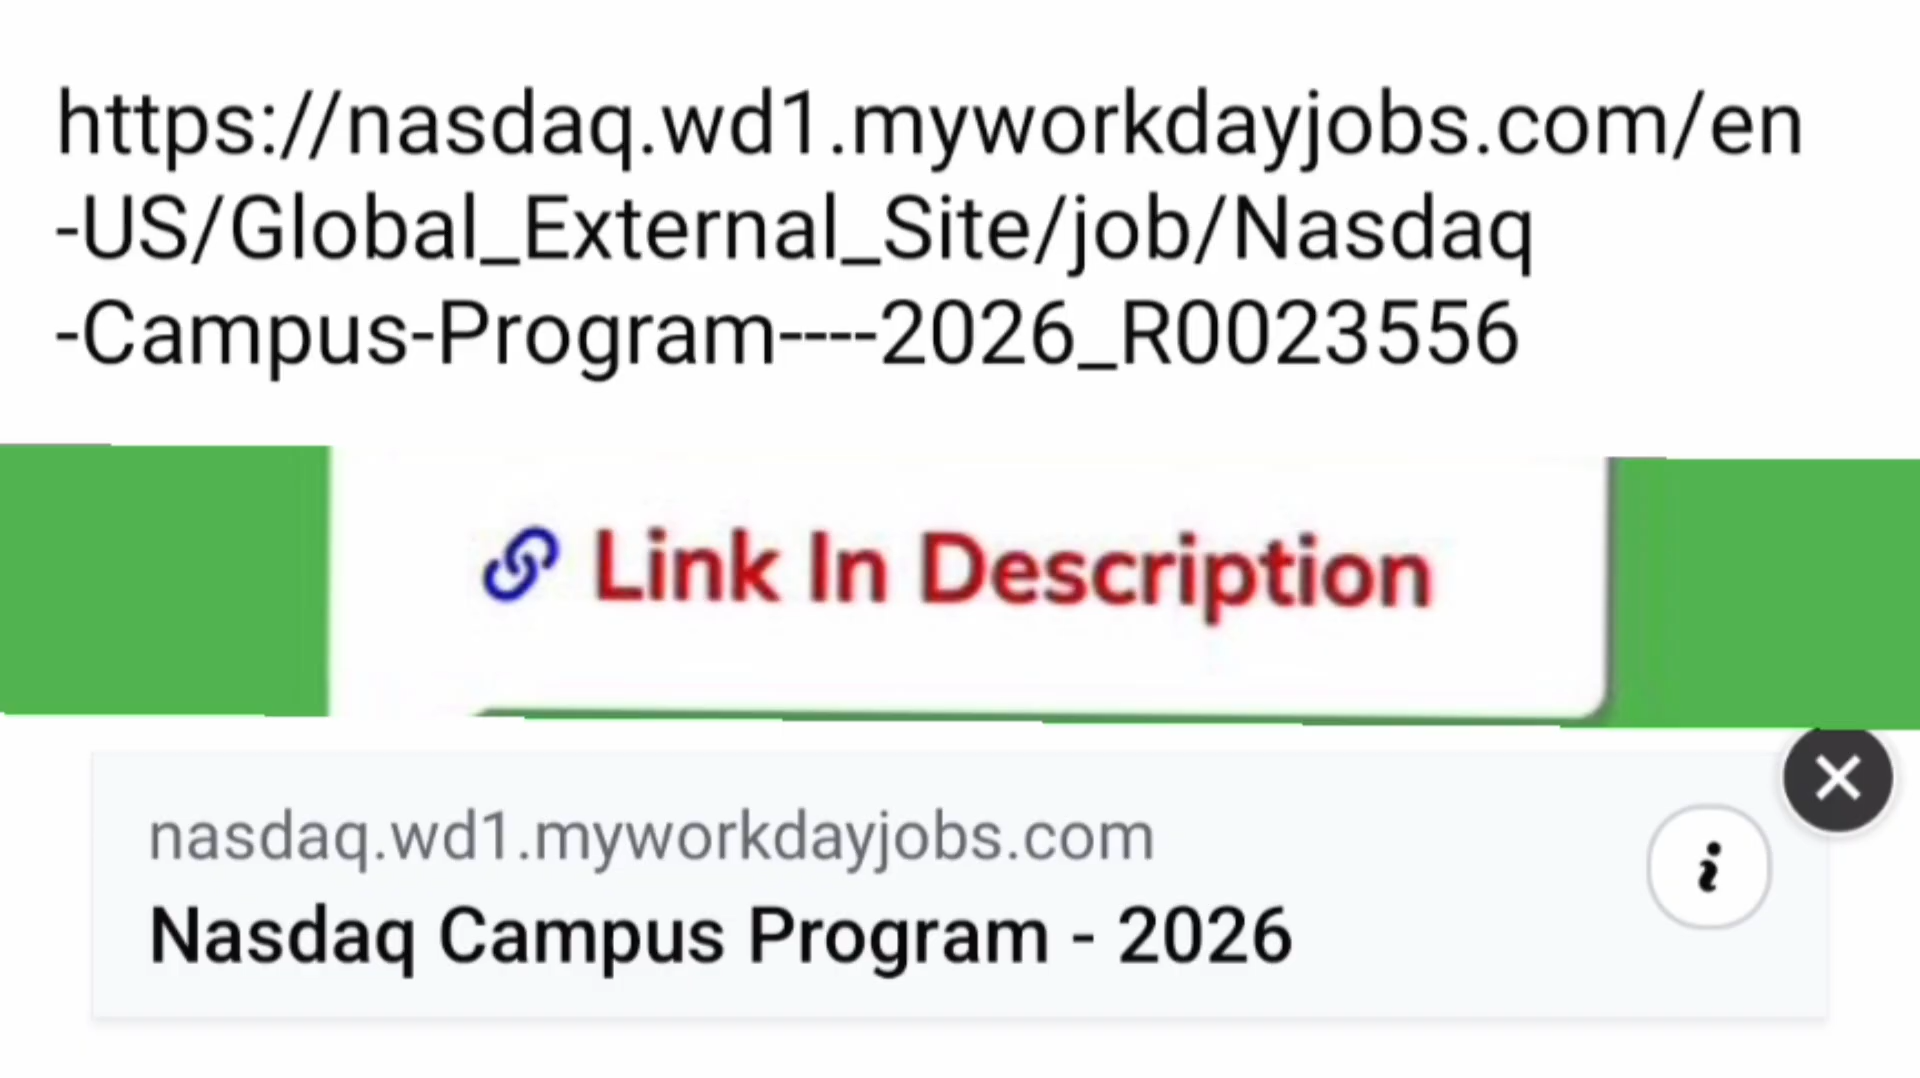 https://nasdaq.wd1.myworkdayjobs.com/en
-US/Global_External_Site/job/Nasdaq
-Campus-Program----2026_R0023556
Link In Description
nasdaq.wd1.myworkdayjobs.com
Nasdaq Campus Program - 2026